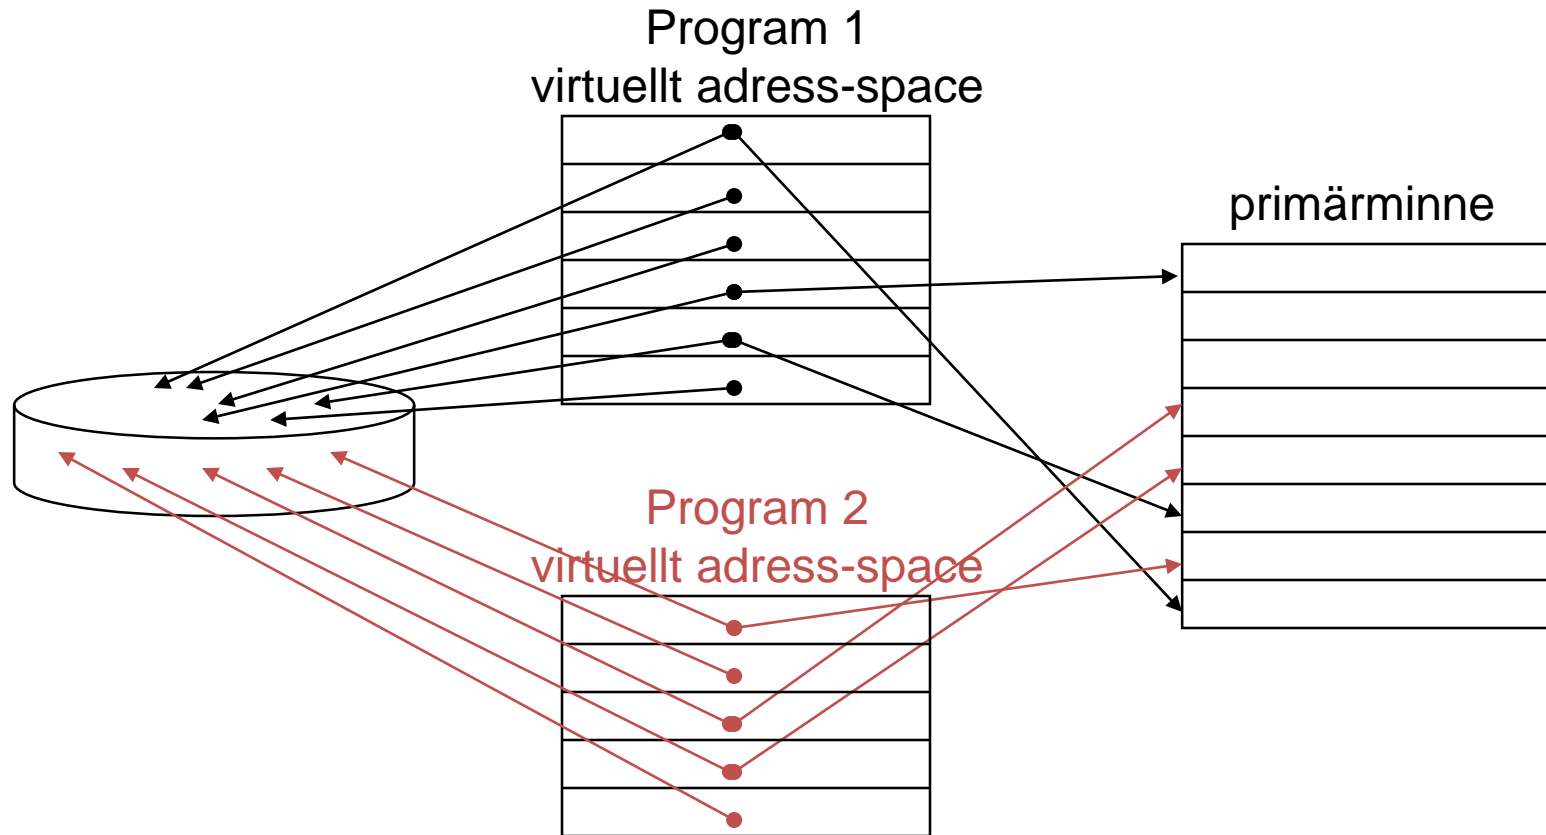 Program 1
virtuellt adress-space
primärminne
Program 2
virtuellt adress-space